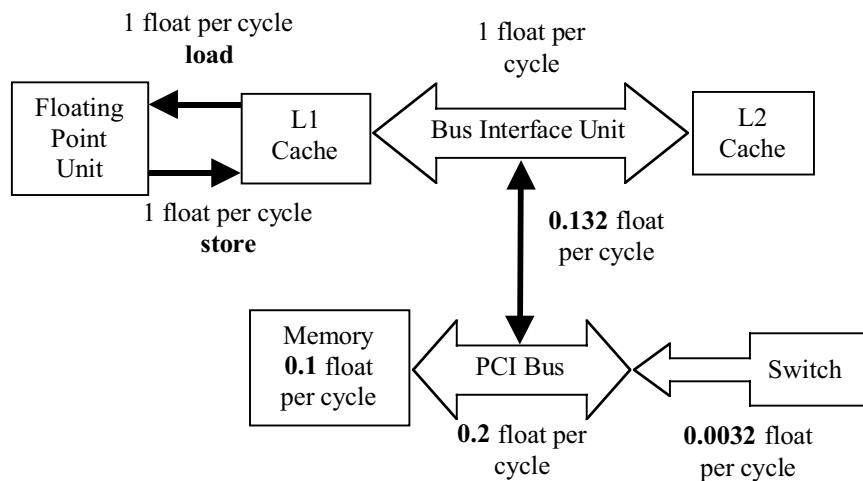 1 float per cycle
load
1 float per
cycle
Floating
Point
Unit
L1
Cache
Bus Interface Unit
L2
Cache
1 float per cycle
store
0.132 float
per cycle
Memory
0.1 float
per cycle
PCI Bus
Switch
0.2 float per
cycle
0.0032 float
per cycle